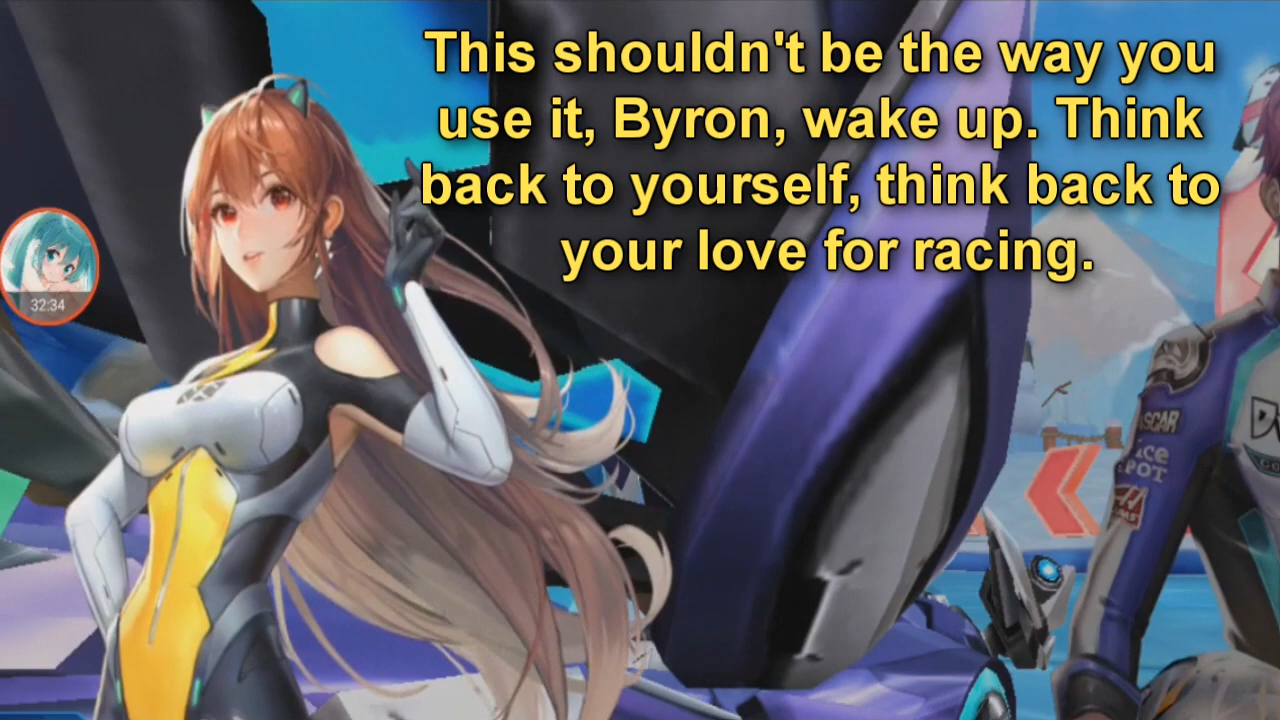 This shouldn't be the way you
use it, Byron, wake up. Think
back to yourself, think back to
your love for racing.
32:34